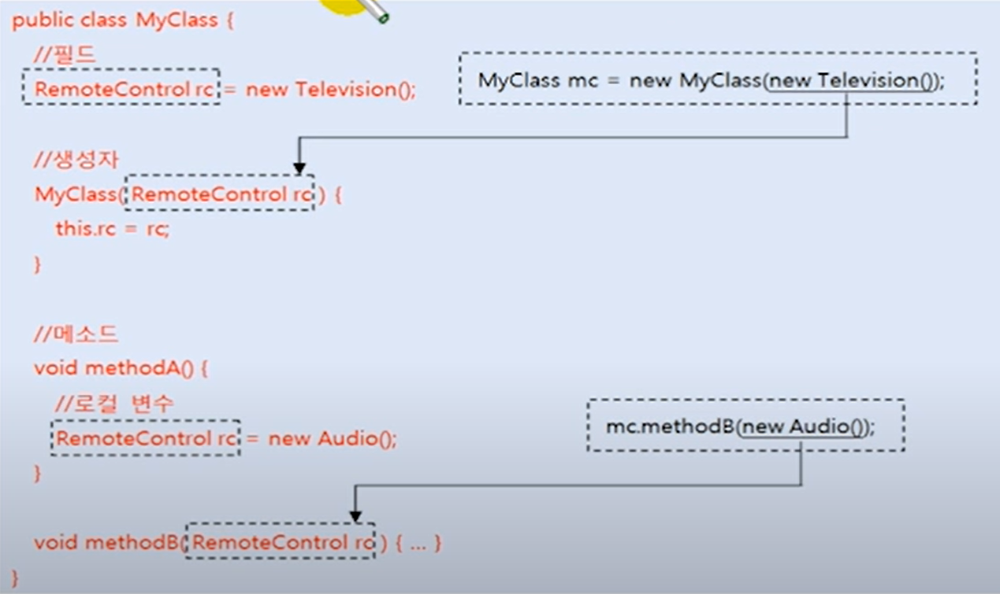 public class MyClass {
//필드
RemoteControl rc = new Television();
MyClass mc = new MyClass(new Television());
//생성자
MyClass( RemoteControl rc ) {
this.rc = rc;
}
//메소드
void methodA() {
//로컬 변수
RemoteControl rc = new Audio();
mc.methodB(new Audio());
}
void methodB( RemoteControl rc ) { ... }
}